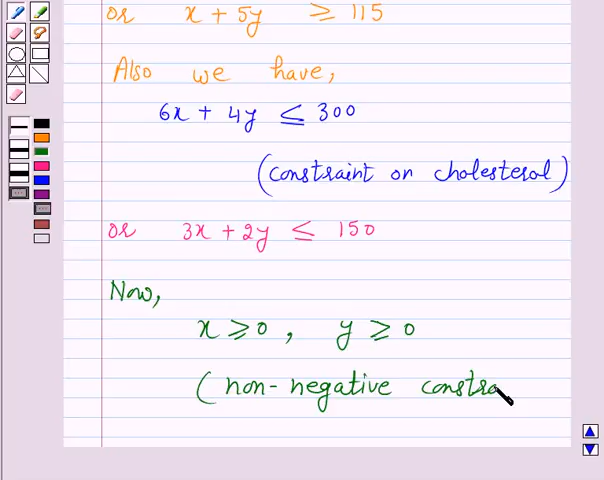 or x + 5y ≥ 115
Also we have,
6x + 4y ≤ 300
(constraint on cholesterol)
or 3x + 2y ≤ 150
Now,
x ≥ 0 , y ≥ 0
(non-negative constra